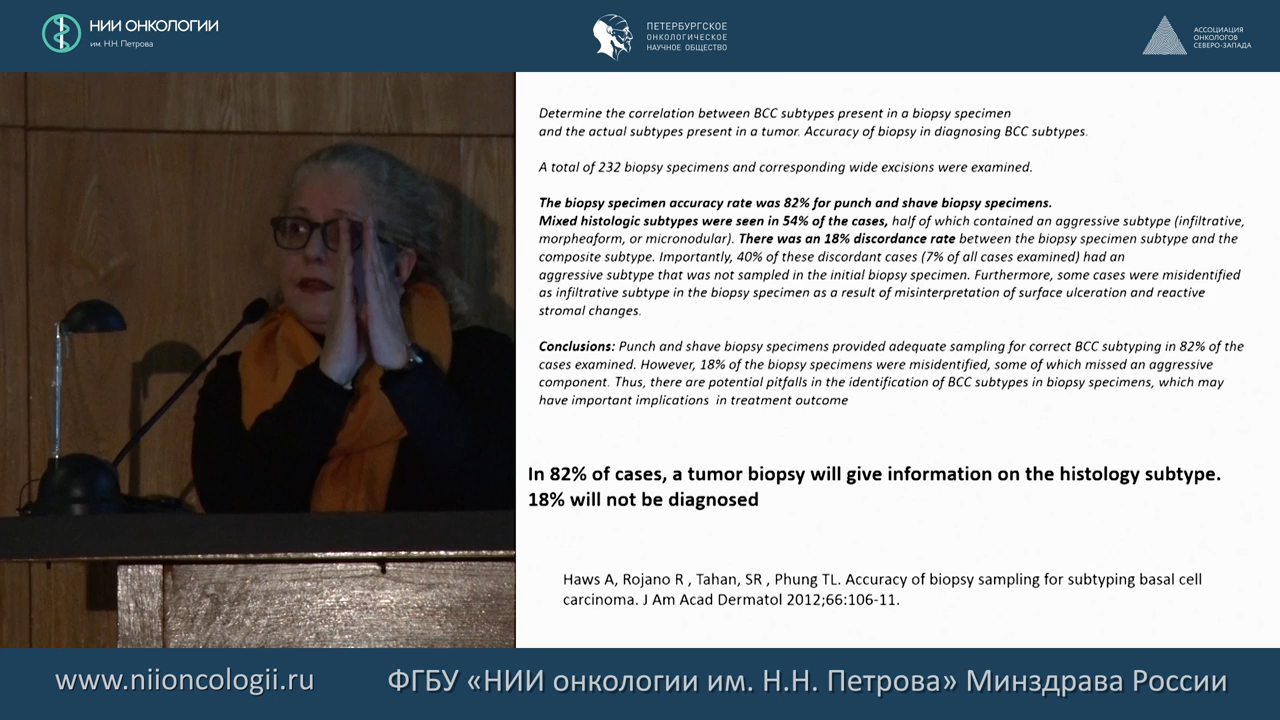 НИИ ОНКОЛОГИИ
им. Н.Н. Петрова
ПЕТЕРБУРГСКОЕ
ОНКОЛОГИЧЕСКОЕ
НАУЧНОЕ ОБЩЕСТВО
АССОЦИАЦИЯ
ОНКОЛОГОВ
СЕВЕРО-ЗАПАДА
Determine the correlation between BCC subtypes present in a biopsy specimen
and the actual subtypes present in a tumor. Accuracy of biopsy in diagnosing BCC subtypes.
A total of 232 biopsy specimens and corresponding wide excisions were examined.
The biopsy specimen accuracy rate was 82% for punch and shave biopsy specimens.
Mixed histologic subtypes were seen in 54% of the cases, half of which contained an aggressive subtype (infiltrative,
morpheaform, or micronodular). There was an 18% discordance rate between the biopsy specimen subtype and the
composite subtype. Importantly, 40% of these discordant cases (7% of all cases examined) had an
aggressive subtype that was not sampled in the initial biopsy specimen. Furthermore, some cases were misidentified
as infiltrative subtype in the biopsy specimen as a result of misinterpretation of surface ulceration and reactive
stromal changes.
Conclusions: Punch and shave biopsy specimens provided adequate sampling for correct BCC subtyping in 82% of the
cases examined. However, 18% of the biopsy specimens were misidentified, some of which missed an aggressive
component. Thus, there are potential pitfalls in the identification of BCC subtypes in biopsy specimens, which may
have important implications in treatment outcome
In 82% of cases, a tumor biopsy will give information on the histology subtype.
18% will not be diagnosed
Haws A, Rojano R , Tahan, SR , Phung TL. Accuracy of biopsy sampling for subtyping basal cell
carcinoma. J Am Acad Dermatol 2012;66:106-11.
www.niioncologii.ru
ФГБУ «НИИ онкологии им. Н.Н. Петрова» Минздрава России